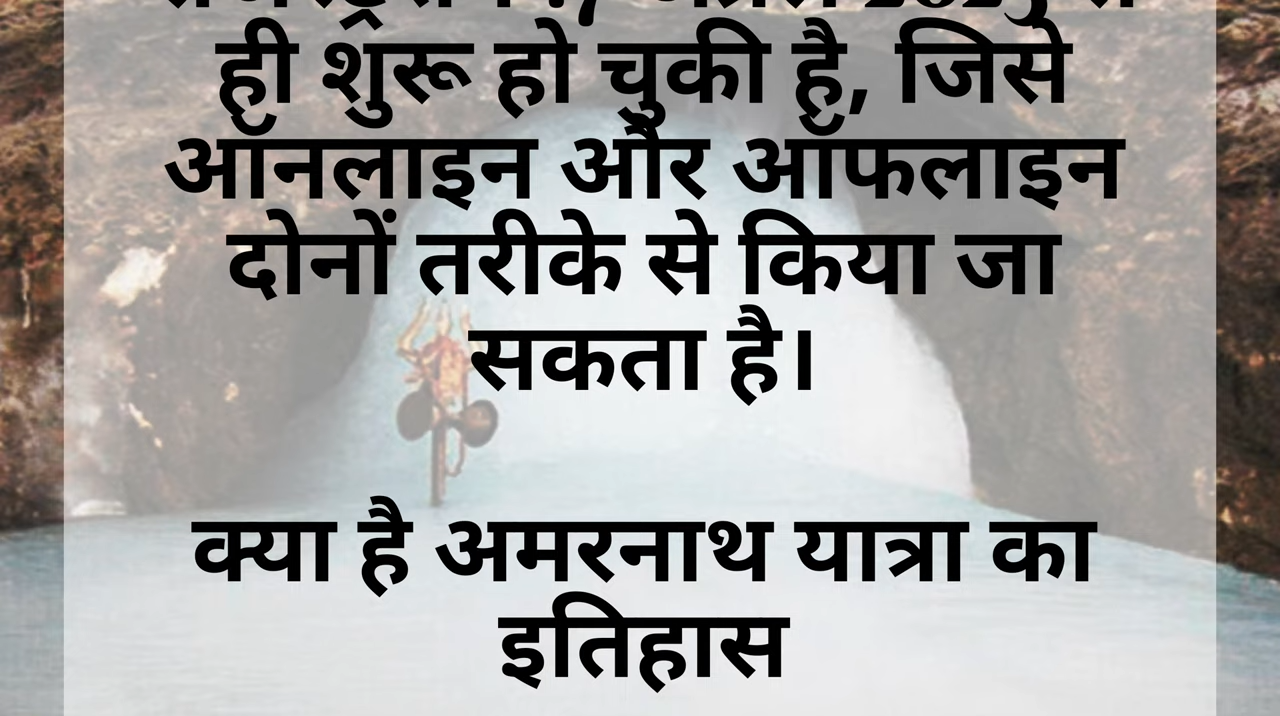 ही शुरू हो चुकी है, जिसे
ऑनलाइन और ऑफलाइन
दोनों तरीके से किया जा
सकता है।
क्या है अमरनाथ यात्रा का
इतिहास